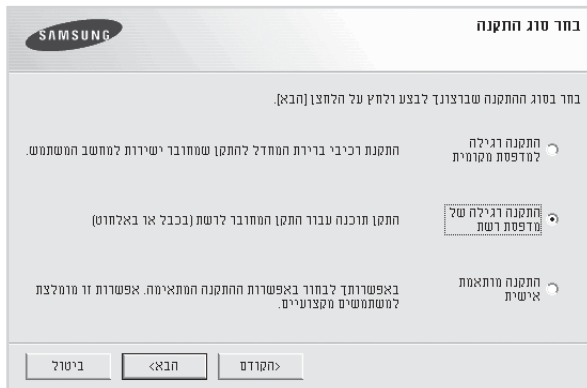 בחר סוג התקנה
SAMSUNG
בחר בסוג ההתקנה שברצונך לבצע ולחץ על הלחצן [הבא].
התקנה רגילה
למדפסת מקומית
התקנת רכיבי ברירת המחדל להתקן שמחובר ישירות למחשב המשתמש.
התקנה רגילה של
מדפסת רשת
התקן תוכנה עבור התקן המחובר לרשת (בכבל או באלחוט)
התקנה מותאמת
אישית
באפשרותך לבחור באפשרות ההתקנה המתאימה. אפשרות זו מומלצת
למשתמשים מקצועיים.
<הקודם
הבא>
ביטול